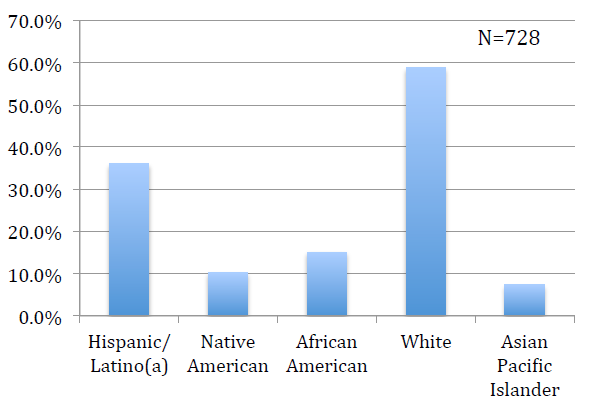 70.0%
N=728
60.0%
50.0%
40.0%
30.0%
20.0%
10.0%
0.0%
Hispanic/
Latino(a)
Native
American
African
American
White
Asian
Pacific
Islander